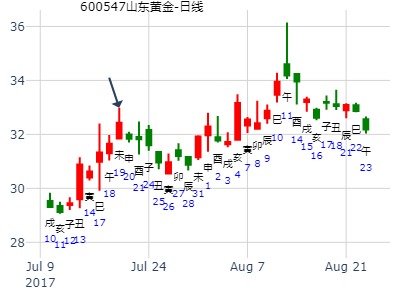 600547山东黄金-日线
36
34
32
30
28
戌
10
亥
11
子
12
丑
13
寅
14
巳
17
午
18
未
19
申
20
酉
21
子
24
丑
25
寅
26
卯
27
辰
28
未
31
申
1
酉
2
戌
3
亥
4
寅
7
卯
8
辰
9
巳
10
午
11
酉
14
戌
15
亥
16
子
17
丑
18
辰
21
巳
22
午
23
Jul 9
2017
Jul 24
Aug 7
Aug 21